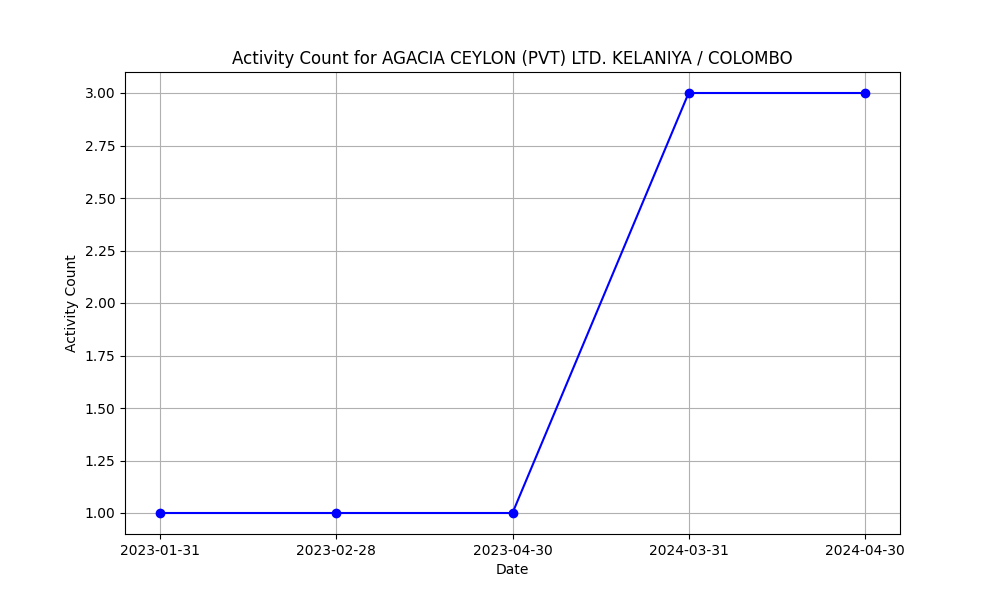 Activity Count for AGACIA CEYLON (PVT) LTD. KELANIYA / COLOMBO
3.00
2.75
2.50
2.25
2.00
1.75
1.50
1.25
1.00
Activity Count
2023-01-31 2023-02-28 2023-04-30 2024-03-31 2024-04-30
Date